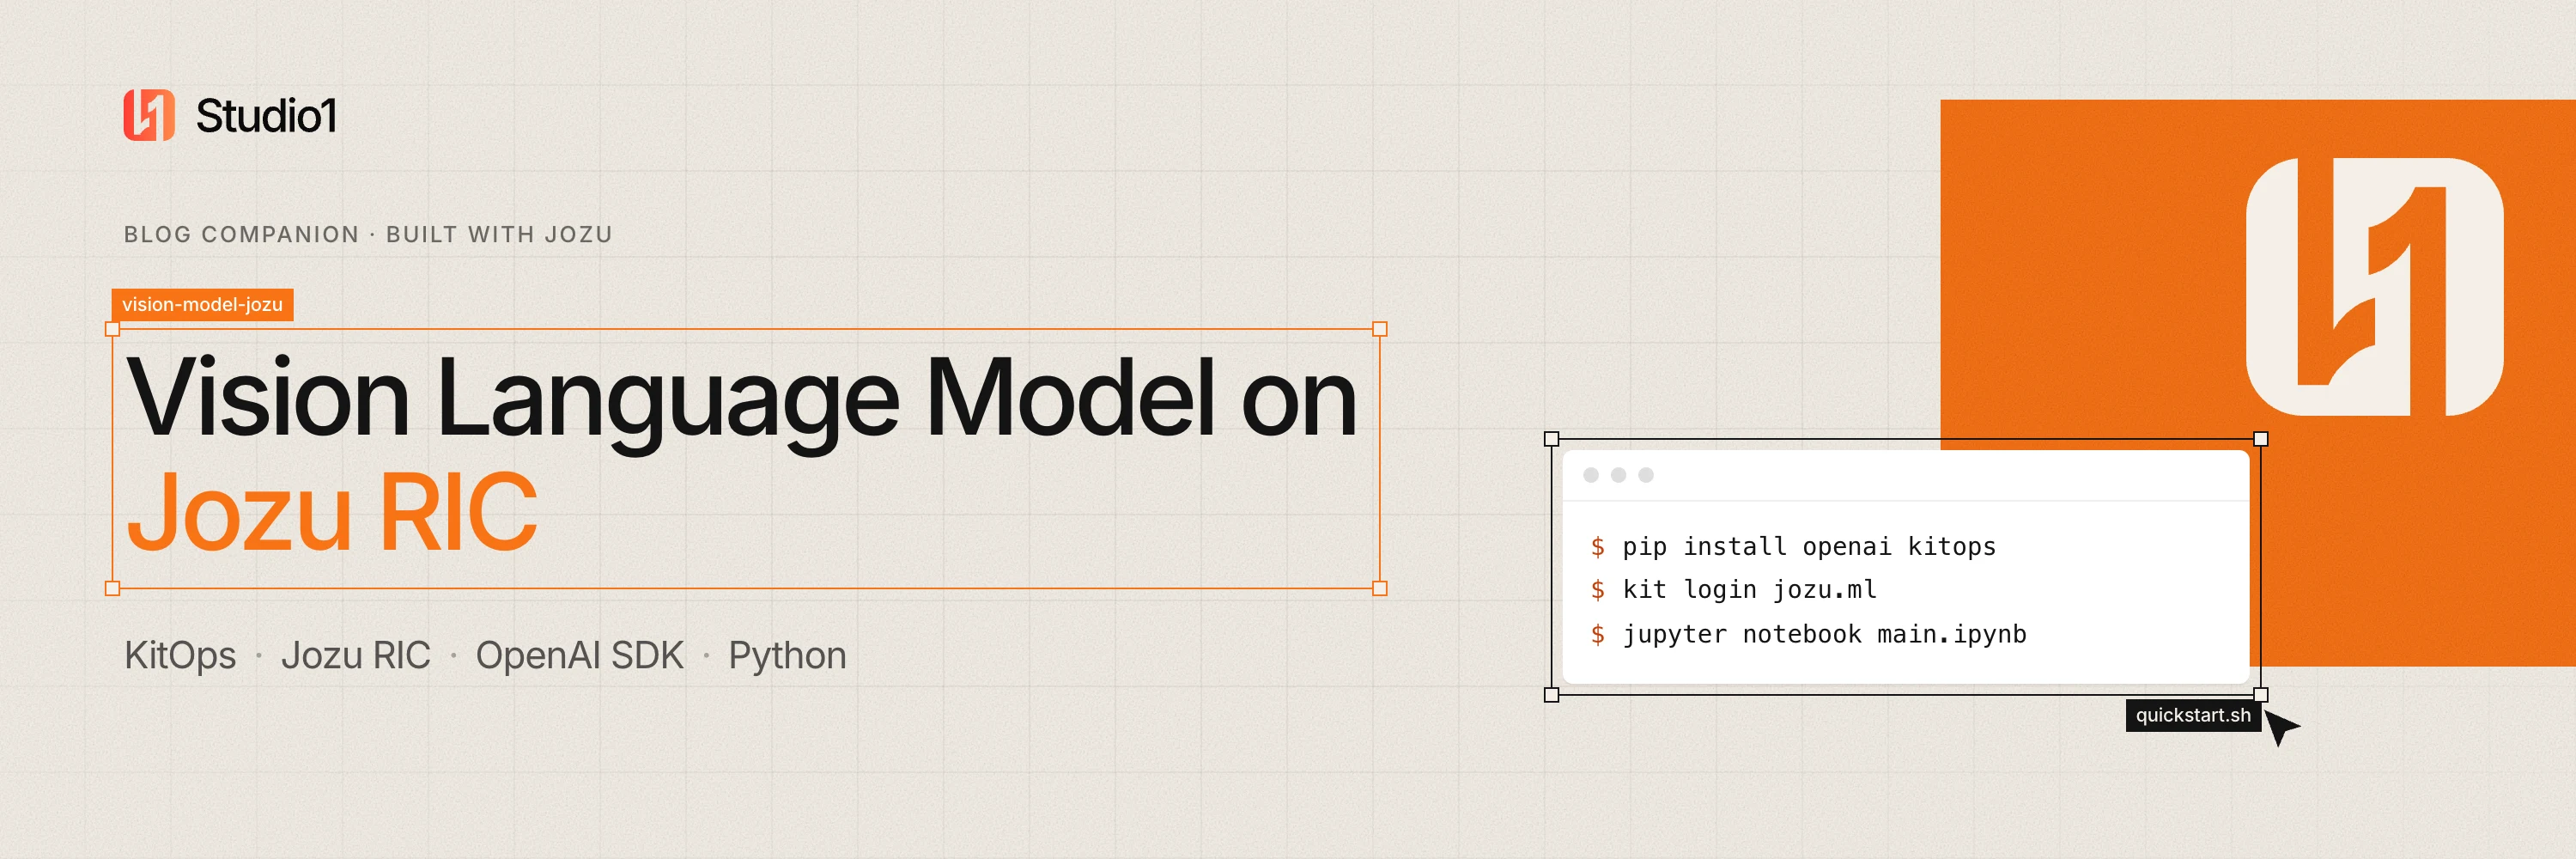 Studio1
BLOG COMPANION · BUILT WITH JOZU
vision-model-jozu
Vision Language Model on
Jozu RIC
KitOps · Jozu RIC · OpenAI SDK · Python
$ pip install openai kitops
$ kit login jozu.ml
$ jupyter notebook main.ipynb
quickstart.sh